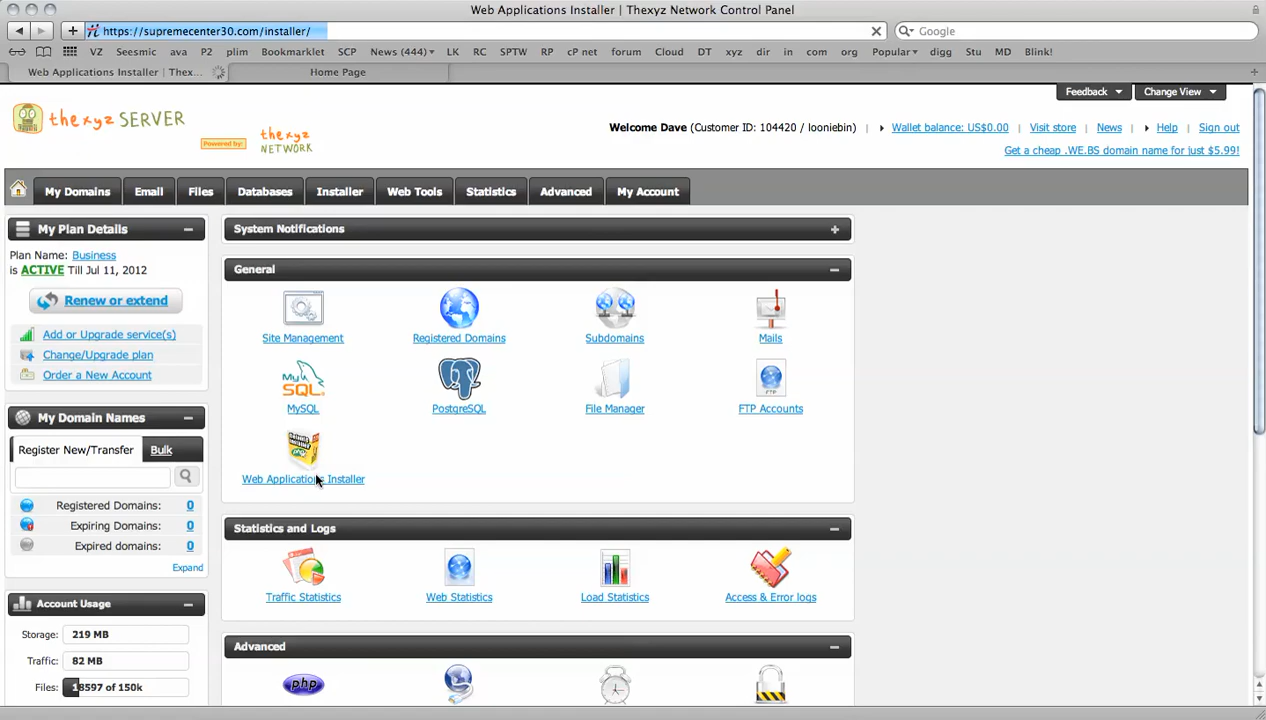 Web Applications Installer | Thexyz Network Control Panel
https://supremecenter30.com/installer/
Google
VZ Seesmic ava P2 plim Bookmarklet SCP News (444) LK RC SPTW RP cp net forum Cloud DT xyz dir in com org Popular digg Stu MD Blink!
Web Applications Installer | Thex...
Home Page
Feedback
Change View
thexyz SERVER
Powered by:
thexyz NETWORK
Welcome Dave (Customer ID: 104420 / looniebin) | Wallet balance: US$0.00 | Visit store | News | Help | Sign out
Get a cheap .WE.BS domain name for just $5.99!
My Domains Email Files Databases Installer Web Tools Statistics Advanced My Account
My Plan Details
Plan Name: Business
is ACTIVE Till Jul 11, 2012
Renew or extend
Add or Upgrade service(s)
Change/Upgrade plan
Order a New Account
My Domain Names
Register New/Transfer Bulk
Registered Domains: 0
Expiring Domains: 0
Expired domains: 0
Expand
Account Usage
Storage: 219 MB
Traffic: 82 MB
Files: 18597 of 150k
System Notifications
General
Site Management Registered Domains Subdomains Mails
MySQL PostgreSQL File Manager FTP Accounts
Web Applications Installer
Statistics and Logs
Traffic Statistics Web Statistics Load Statistics Access & Error logs
Advanced
php